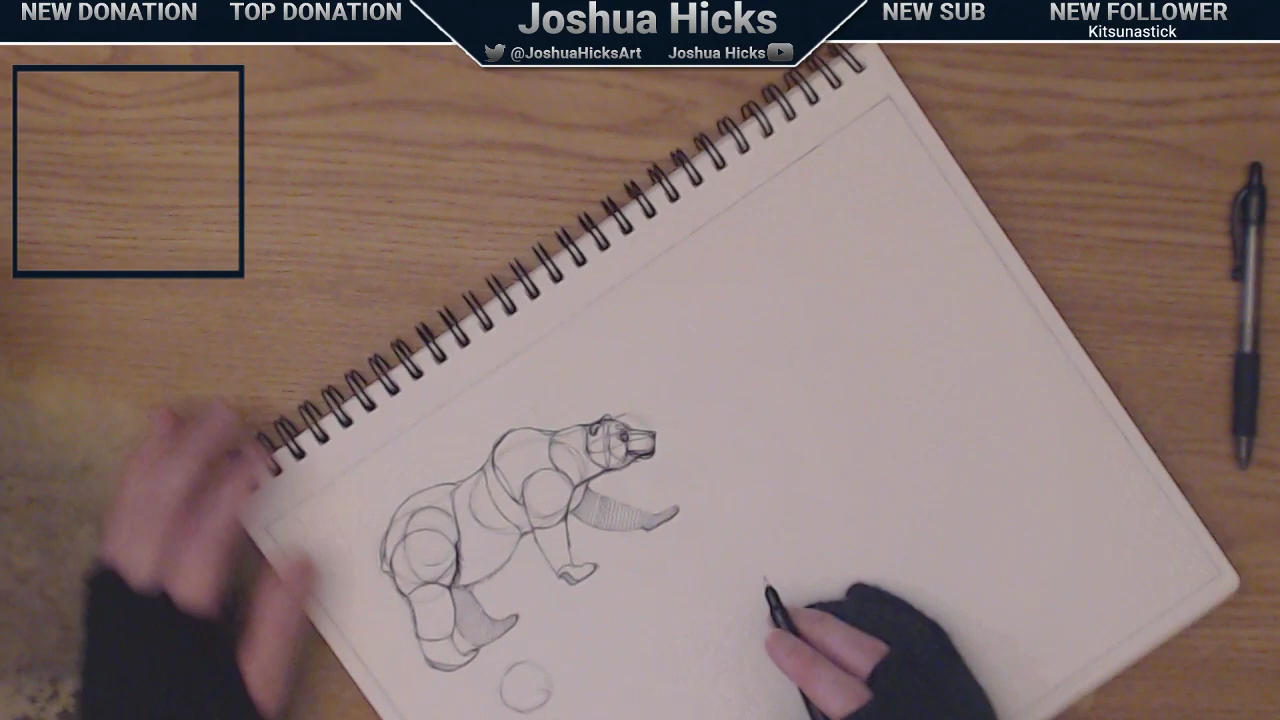 NEW DONATION
TOP DONATION
Joshua Hicks
NEW SUB
NEW FOLLOWER
Kitsunastick
@JoshuaHicksArt
Joshua Hicks